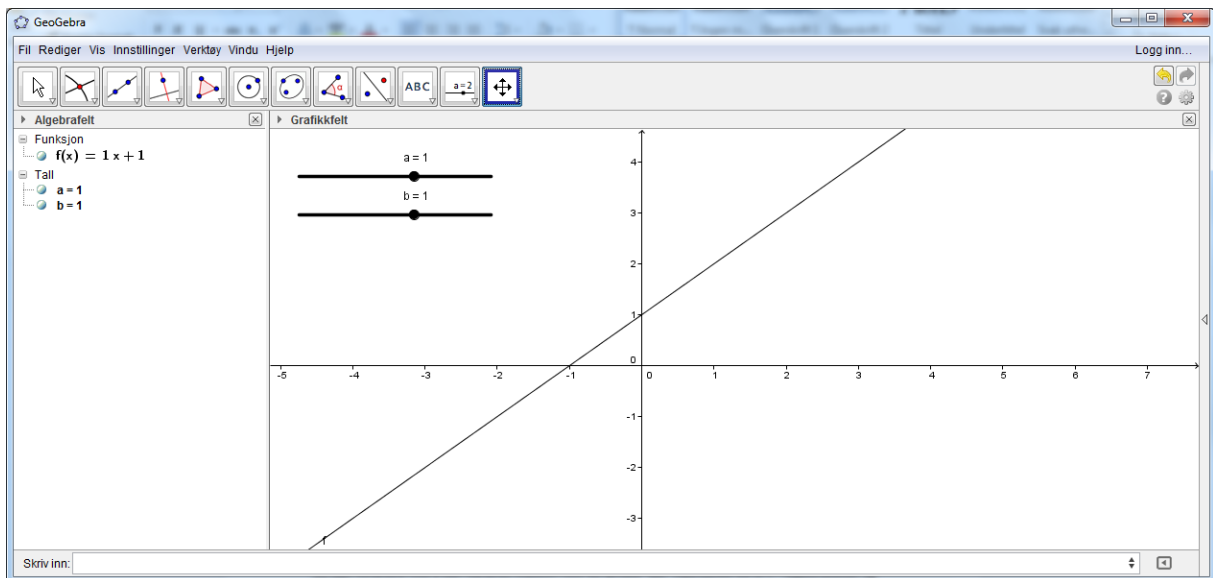 GeoGebra
Fil Rediger Vis Innstillinger Verktøy Vindu Hjelp
Logg inn...
ABC
a=2
Algebrafelt
Grafikkfelt
Funksjon
f(x) = 1 x + 1
Tall
a = 1
b = 1
a = 1
b = 1
4
3
2
1
0
-5 -4 -3 -2 -1 0 1 2 3 4 5 6 7
-1
-2
-3
f
Skriv inn: